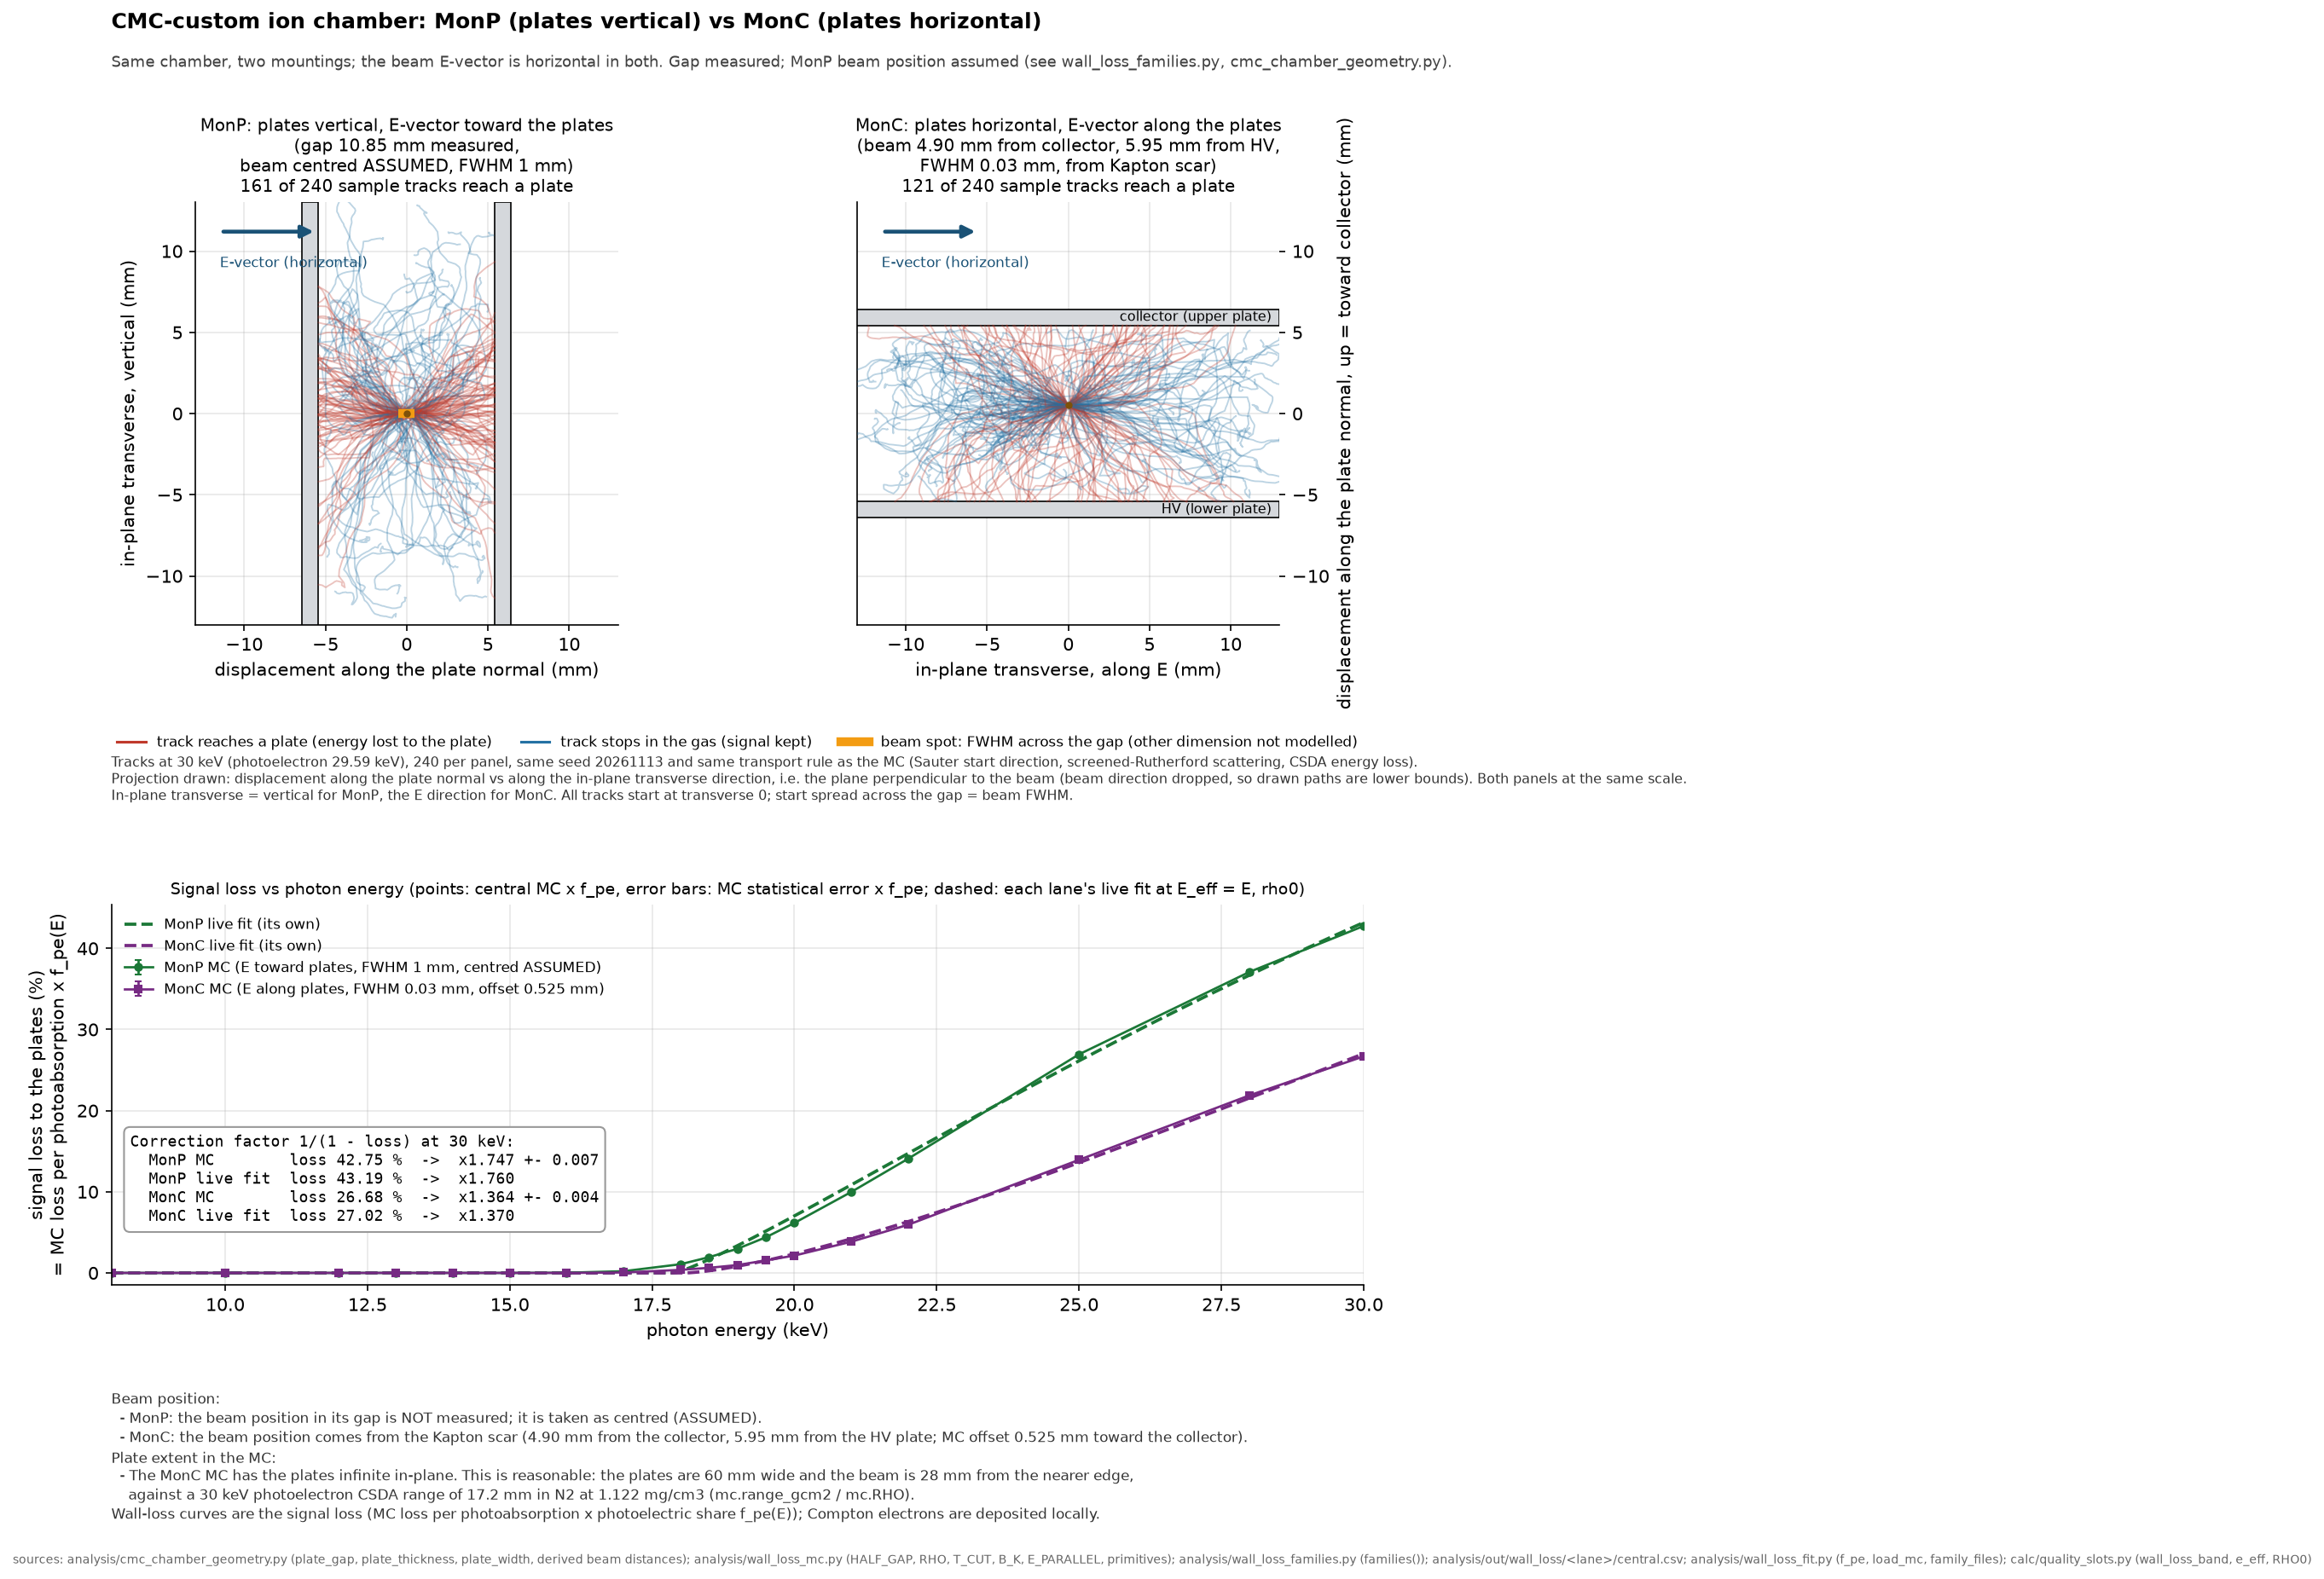 CMC-custom ion chamber: MonP (plates vertical) vs MonC (plates horizontal)
Same chamber, two mountings; the beam E-vector is horizontal in both. Gap measured; MonP beam position assumed (see wall_loss_families.py, cmc_chamber_geometry.py).
MonP: plates vertical, E-vector toward the plates
(gap 10.85 mm measured,
beam centred ASSUMED, FWHM 1 mm)
161 of 240 sample tracks reach a plate
E-vector (horizontal)
10
5
0
−5
−10
in-plane transverse, vertical (mm)
−10
−5
0
5
10
displacement along the plate normal (mm)
MonC: plates horizontal, E-vector along the plates
(beam 4.90 mm from collector, 5.95 mm from HV,
FWHM 0.03 mm, from Kapton scar)
121 of 240 sample tracks reach a plate
E-vector (horizontal)
collector (upper plate)
HV (lower plate)
10
5
0
−5
−10
displacement along the plate normal, up = toward collector (mm)
−10
−5
0
5
10
in-plane transverse, along E (mm)
track reaches a plate (energy lost to the plate)
track stops in the gas (signal kept)
beam spot: FWHM across the gap (other dimension not modelled)
Tracks at 30 keV (photoelectron 29.59 keV), 240 per panel, same seed 20261113 and same transport rule as the MC (Sauter start direction, screened-Rutherford scattering, CSDA energy loss).
Projection drawn: displacement along the plate normal vs along the in-plane transverse direction, i.e. the plane perpendicular to the beam (beam direction dropped, so drawn paths are lower bounds). Both panels at the same scale.
In-plane transverse = vertical for MonP, the E direction for MonC. All tracks start at transverse 0; start spread across the gap = beam FWHM.
Signal loss vs photon energy (points: central MC x f_pe, error bars: MC statistical error x f_pe; dashed: each lane's live fit at E_eff = E, rho0)
MonP live fit (its own)
MonC live fit (its own)
MonP MC (E toward plates, FWHM 1 mm, centred ASSUMED)
MonC MC (E along plates, FWHM 0.03 mm, offset 0.525 mm)
Correction factor 1/(1 - loss) at 30 keV:
MonP MC        loss 42.75 %  ->  x1.747 +- 0.007
MonP live fit  loss 43.19 %  ->  x1.760
MonC MC        loss 26.68 %  ->  x1.364 +- 0.004
MonC live fit  loss 27.02 %  ->  x1.370
signal loss to the plates (%)
= MC loss per photoabsorption x f_pe(E)
40
30
20
10
0
10.0
12.5
15.0
17.5
20.0
22.5
25.0
27.5
30.0
photon energy (keV)
Beam position:
- MonP: the beam position in its gap is NOT measured; it is taken as centred (ASSUMED).
- MonC: the beam position comes from the Kapton scar (4.90 mm from the collector, 5.95 mm from the HV plate; MC offset 0.525 mm toward the collector).
Plate extent in the MC:
- The MonC MC has the plates infinite in-plane. This is reasonable: the plates are 60 mm wide and the beam is 28 mm from the nearer edge,
against a 30 keV photoelectron CSDA range of 17.2 mm in N2 at 1.122 mg/cm3 (mc.range_gcm2 / mc.RHO).
Wall-loss curves are the signal loss (MC loss per photoabsorption x photoelectric share f_pe(E)); Compton electrons are deposited locally.
sources: analysis/cmc_chamber_geometry.py (plate_gap, plate_thickness, plate_width, derived beam distances); analysis/wall_loss_mc.py (HALF_GAP, RHO, T_CUT, B_K, E_PARALLEL, primitives); analysis/wall_loss_families.py (families()); analysis/out/wall_loss/<lane>/central.csv; analysis/wall_loss_fit.py (f_pe, load_mc, family_files); calc/quality_slots.py (wall_loss_band, e_eff, RHO0)